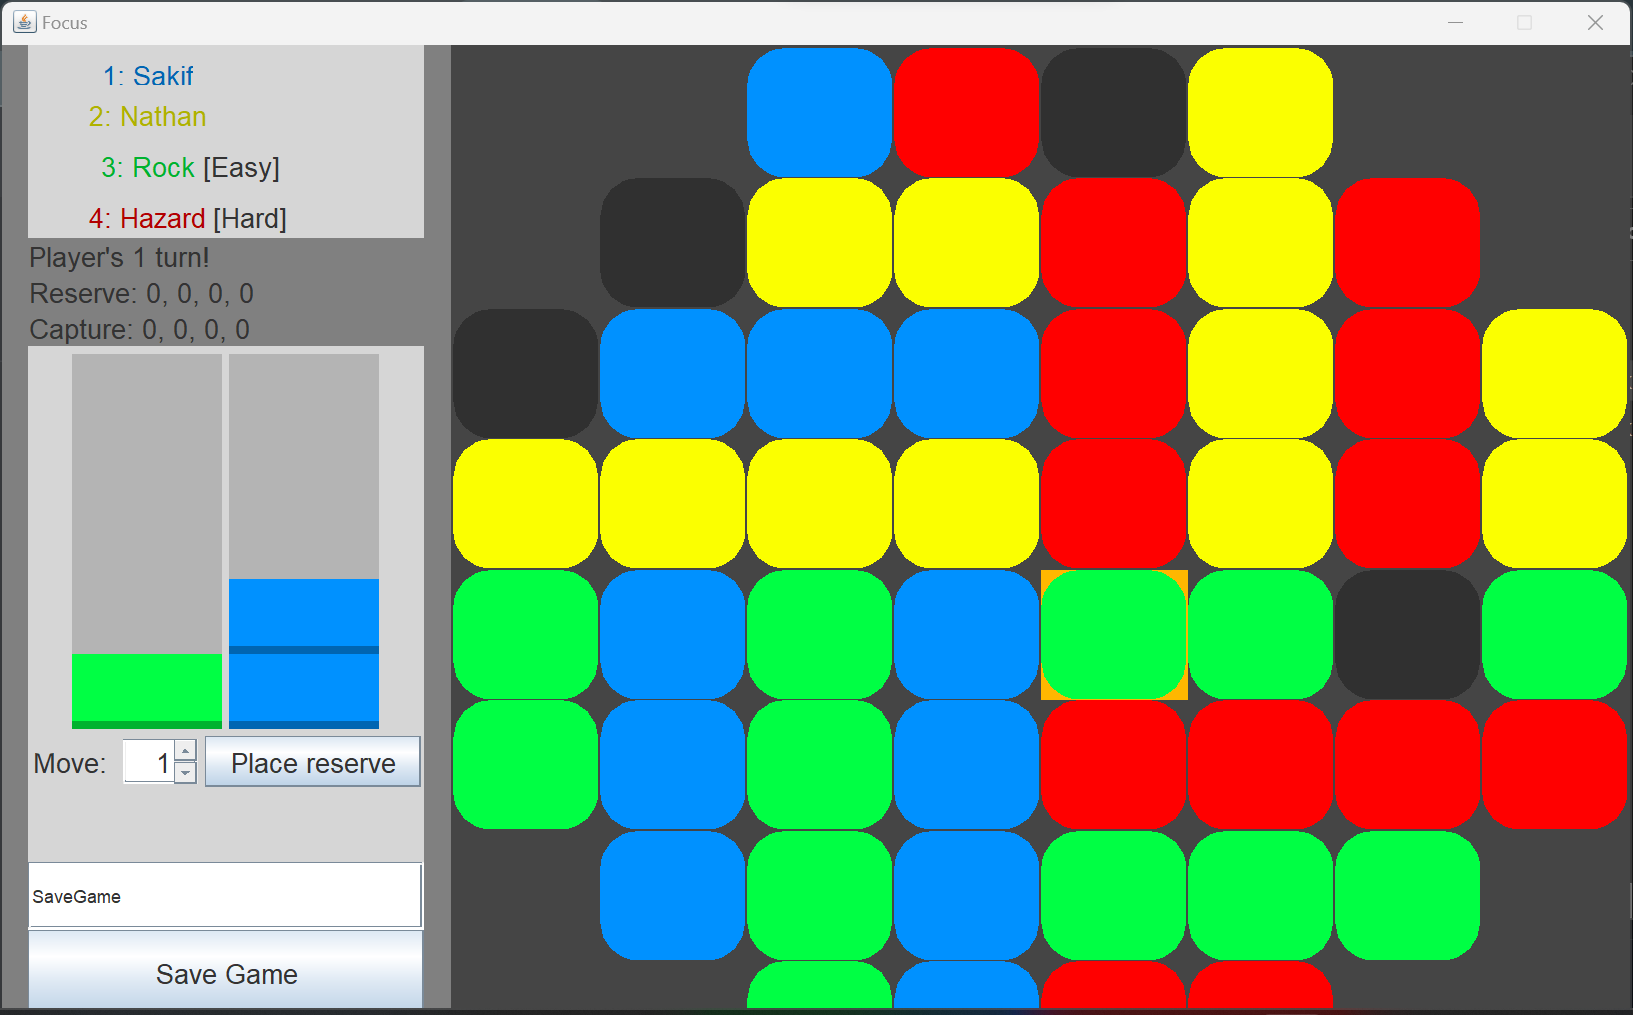 Focus
1: Sakif
2: Nathan
3: Rock [Easy]
4: Hazard [Hard]
Player's 1 turn!
Reserve: 0, 0, 0, 0
Capture: 0, 0, 0, 0
Move: 1 Place reserve
SaveGame
Save Game